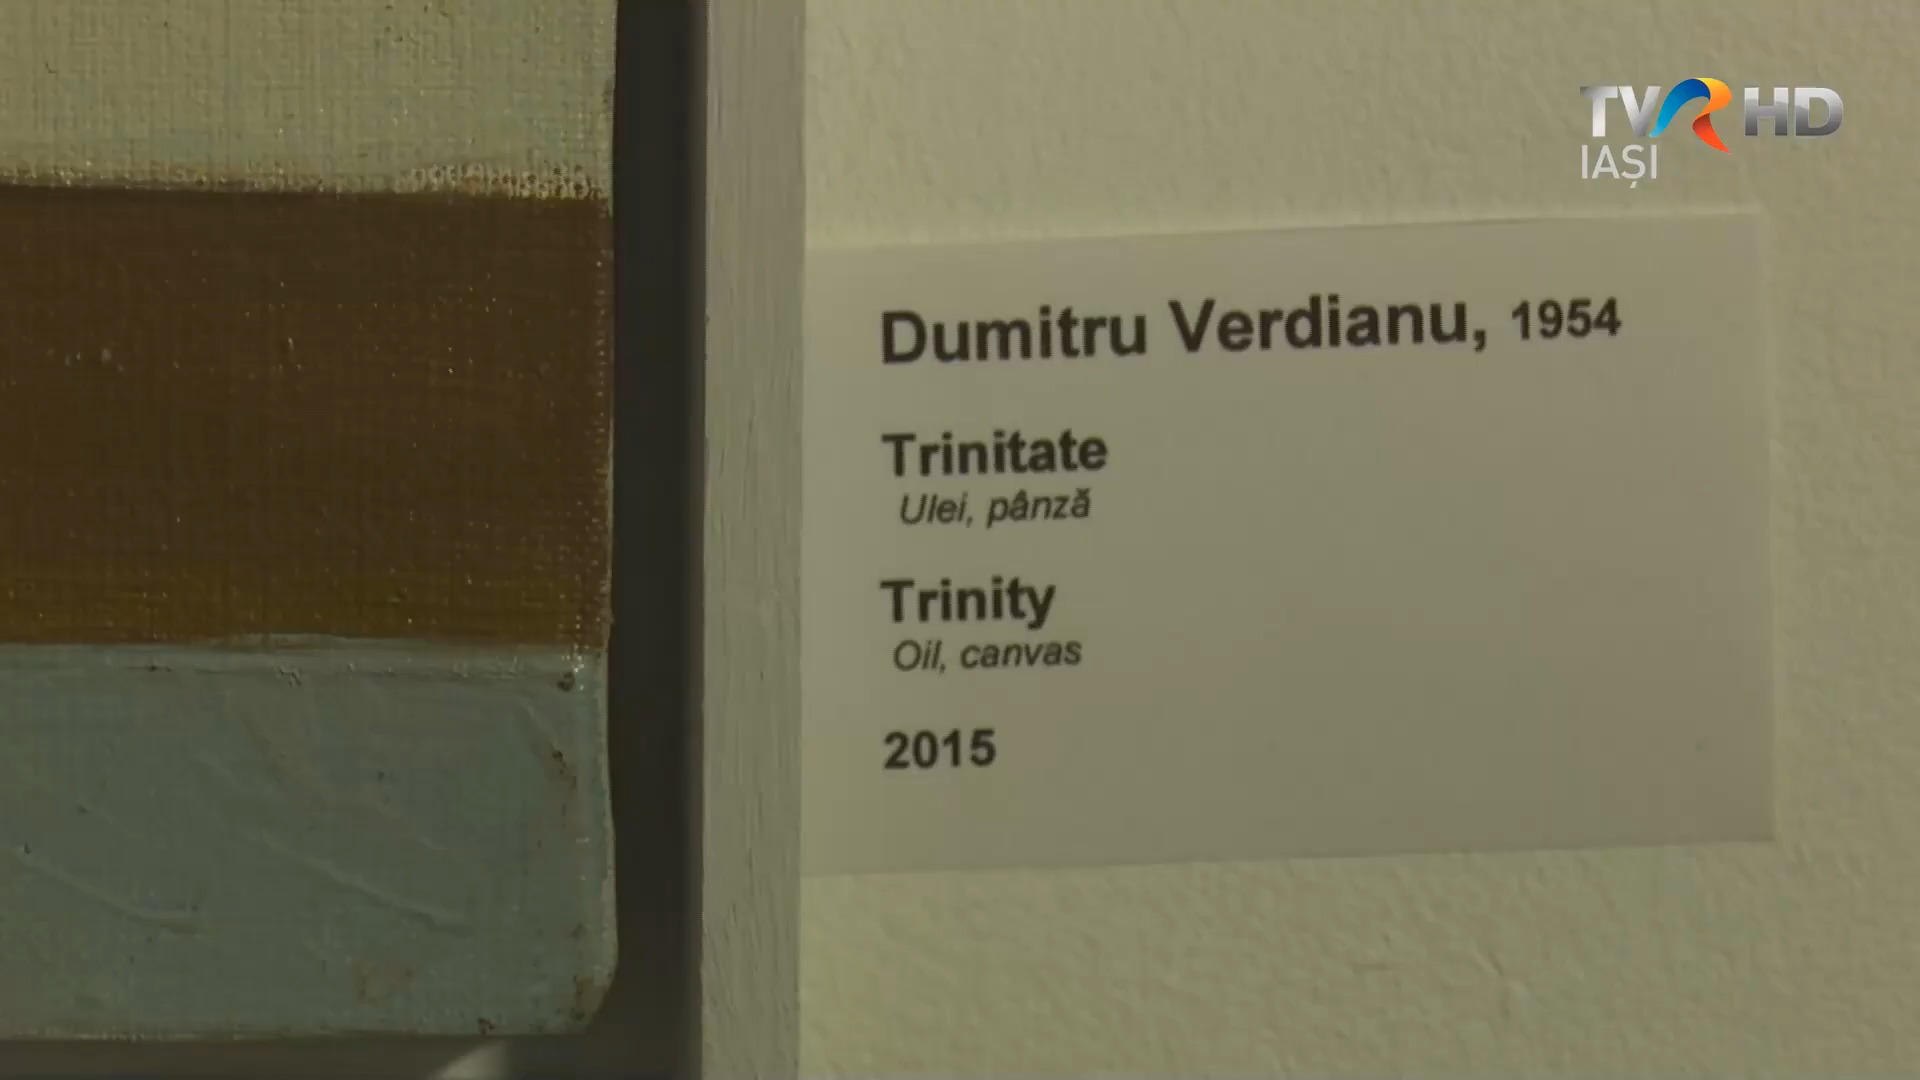 TVR HD
IAȘI
Dumitru Verdianu, 1954
Trinitate
Ulei, pânză
Trinity
Oil, canvas
2015